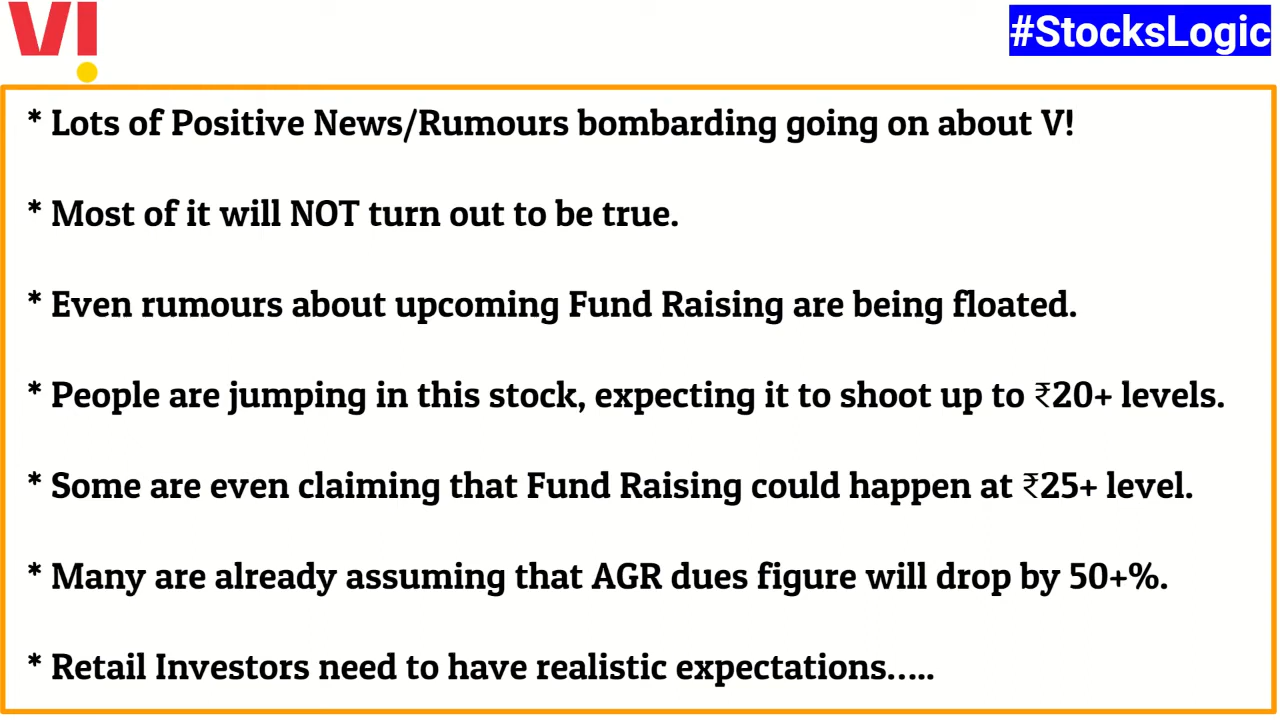 V!
#StocksLogic
* Lots of Positive News/Rumours bombarding going on about V!
* Most of it will NOT turn out to be true.
* Even rumours about upcoming Fund Raising are being floated.
* People are jumping in this stock, expecting it to shoot up to ₹20+ levels.
* Some are even claiming that Fund Raising could happen at ₹25+ level.
* Many are already assuming that AGR dues figure will drop by 50+%.
* Retail Investors need to have realistic expectations.....